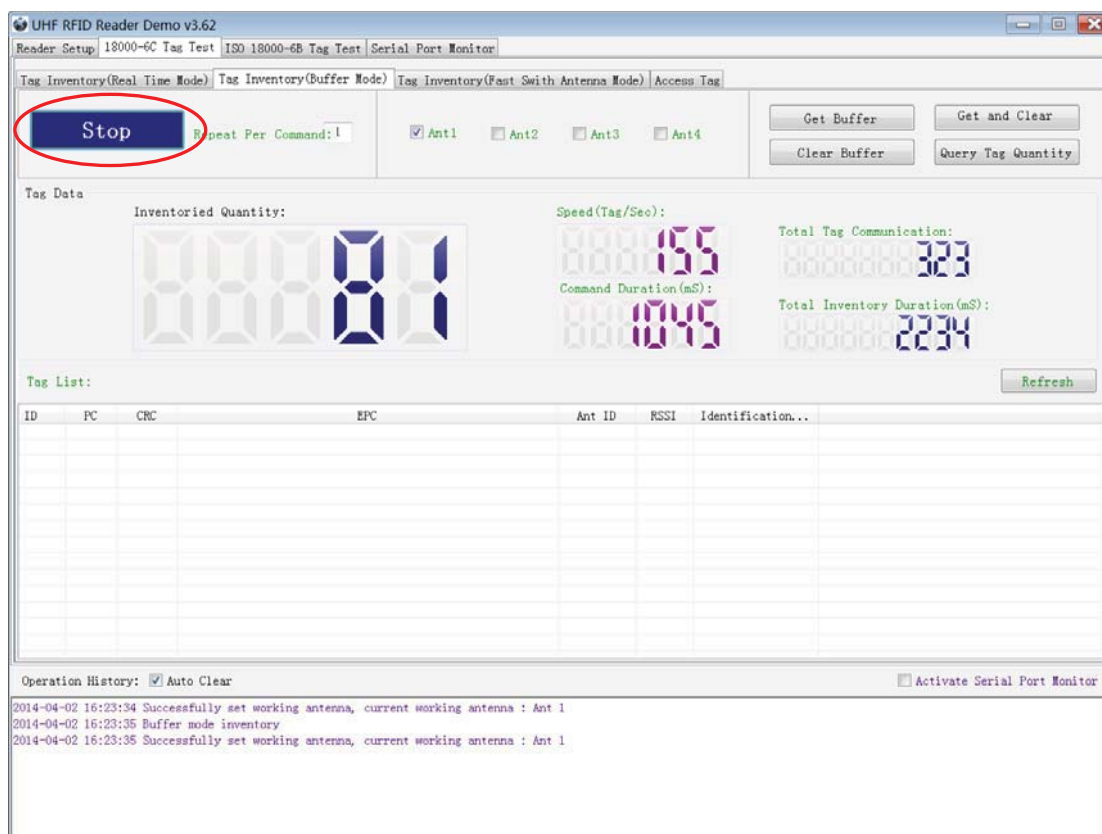 UHF RFID Reader Demo v3.62
Reader Setup 18000-6C Tag Test ISO 18000-6B Tag Test Serial Port Monitor
Tag Inventory(Real Time Mode) Tag Inventory(Buffer Mode) Tag Inventory(Fast Swith Antenna Mode) Access Tag
Stop Repeat Per Command: 1 Ant1 Ant2 Ant3 Ant4 Get Buffer Get and Clear
Clear Buffer Query Tag Quantity
Tag Data
Inventoried Quantity: Speed(Tag/Sec):
81 155 Total Tag Communication:
323
Command Duration(mS):
1045 Total Inventory Duration(mS):
2234
Tag List: Refresh
ID PC CRC EPC Ant ID RSSI Identification...
Operation History: Auto Clear Activate Serial Port Monitor
2014-04-02 16:23:34 Successfully set working antenna, current working antenna : Ant 1
2014-04-02 16:23:35 Buffer mode inventory
2014-04-02 16:23:35 Successfully set working antenna, current working antenna : Ant 1